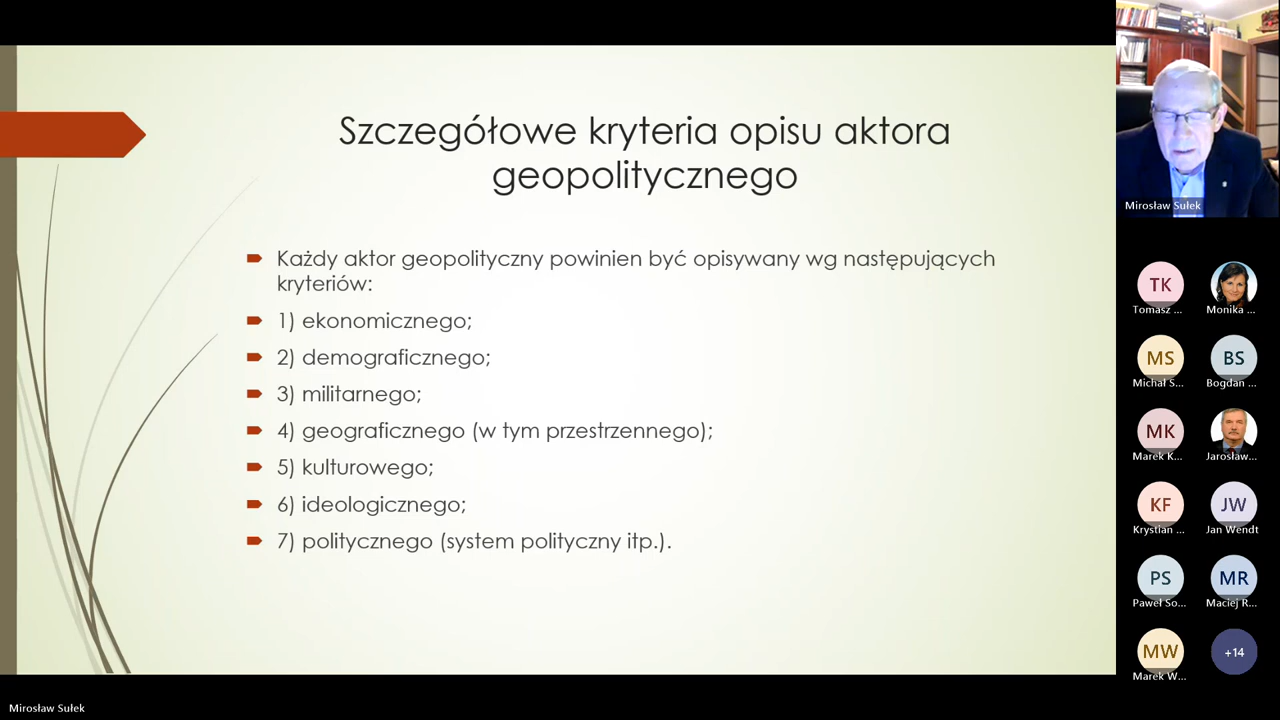 Szczegółowe kryteria opisu aktora
geopolitycznego
Każdy aktor geopolityczny powinien być opisywany wg następujących
kryteriów:
1) ekonomicznego;
2) demograficznego;
3) militarnego;
4) geograficznego (w tym przestrzennego);
5) kulturowego;
6) ideologicznego;
7) politycznego (system polityczny itp.).
Mirosław Sułek
TK
Tomasz ...
Monika ...
MS
BS
Michał S...
Bogdan ...
MK
Marek K...
Jarosław...
KF
JW
Krystian ...
Jan Wendt
PS
MR
Paweł So...
Maciej R...
MW
+14
Marek W...
Mirosław Sułek